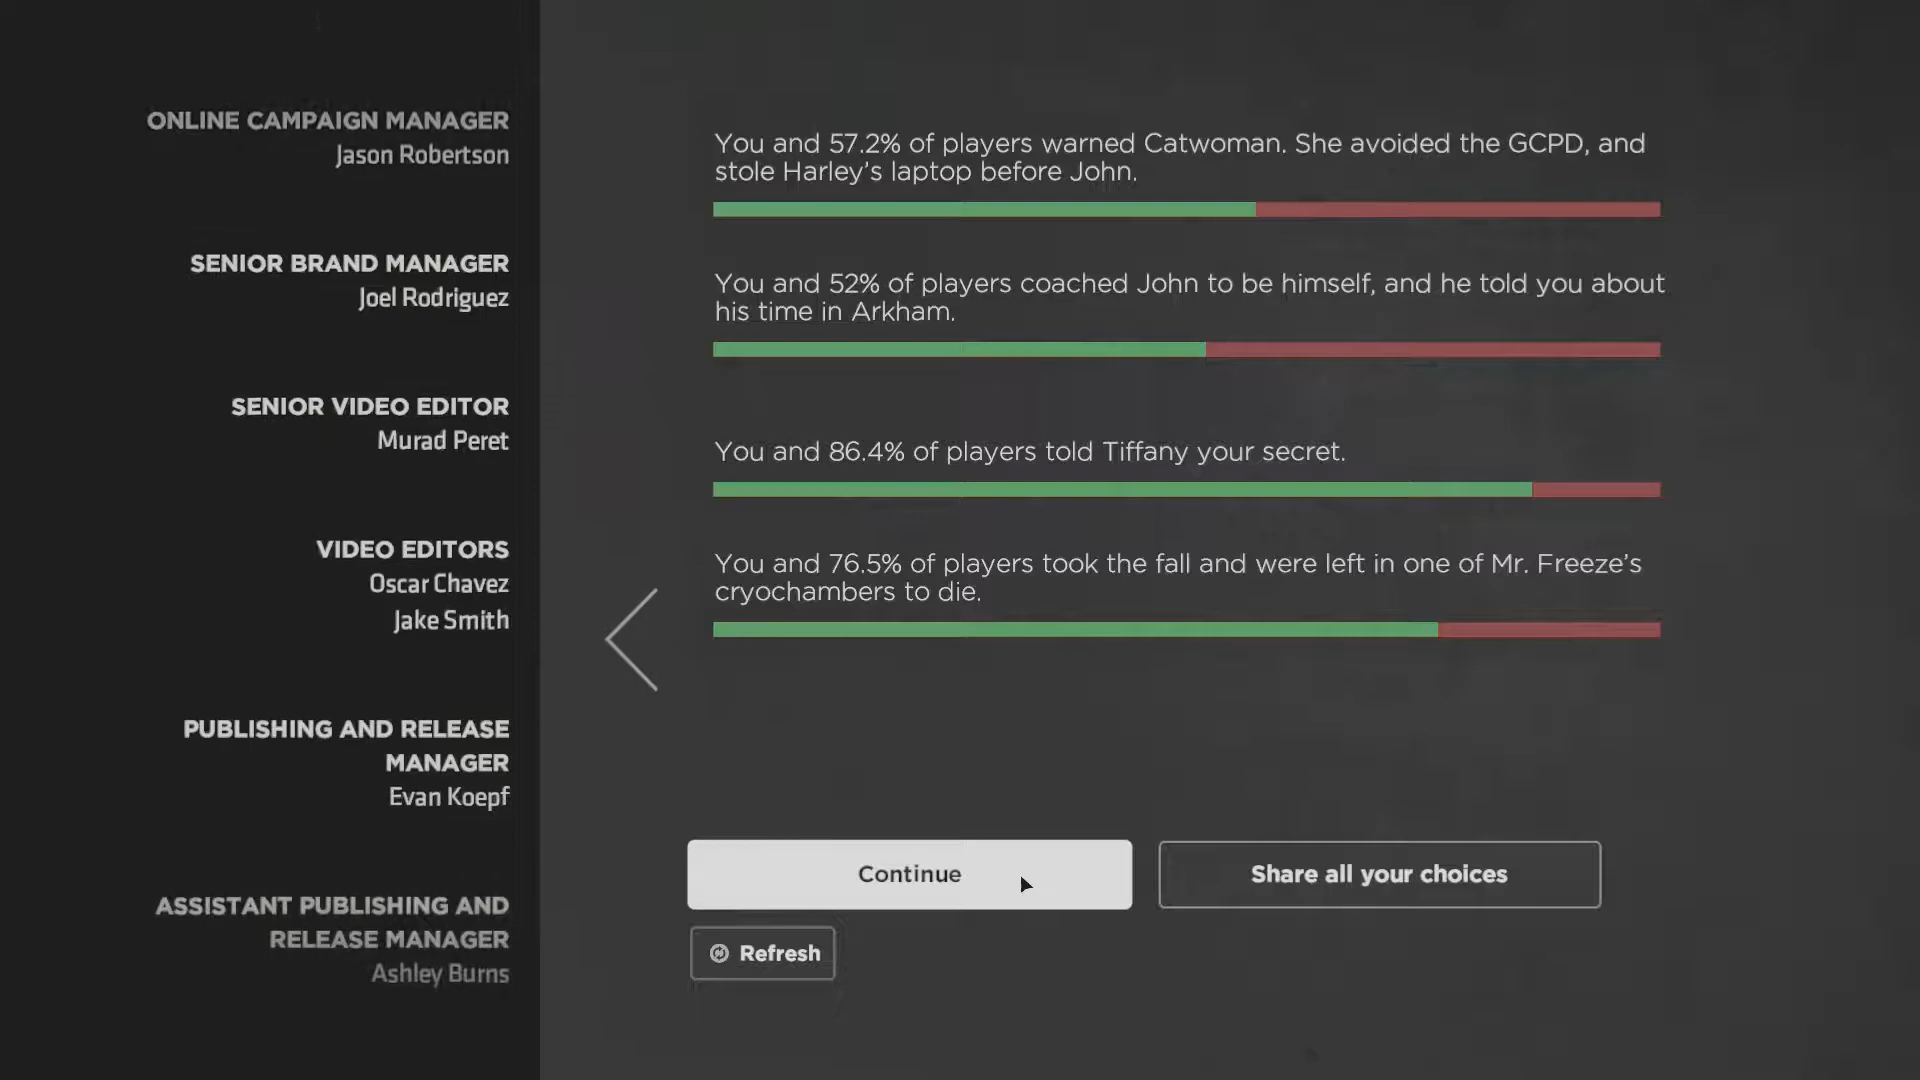 ONLINE CAMPAIGN MANAGER
Jason Robertson
SENIOR BRAND MANAGER
Joel Rodriguez
SENIOR VIDEO EDITOR
Murad Peret
VIDEO EDITORS
Oscar Chavez
Jake Smith
PUBLISHING AND RELEASE
MANAGER
Evan Koepf
ASSISTANT PUBLISHING AND
RELEASE MANAGER
Ashley Burns
You and 57.2% of players warned Catwoman. She avoided the GCPD, and
stole Harley's laptop before John.
You and 52% of players coached John to be himself, and he told you about
his time in Arkham.
You and 86.4% of players told Tiffany your secret.
You and 76.5% of players took the fall and were left in one of Mr. Freeze's
cryochambers to die.
Continue
Share all your choices
Refresh